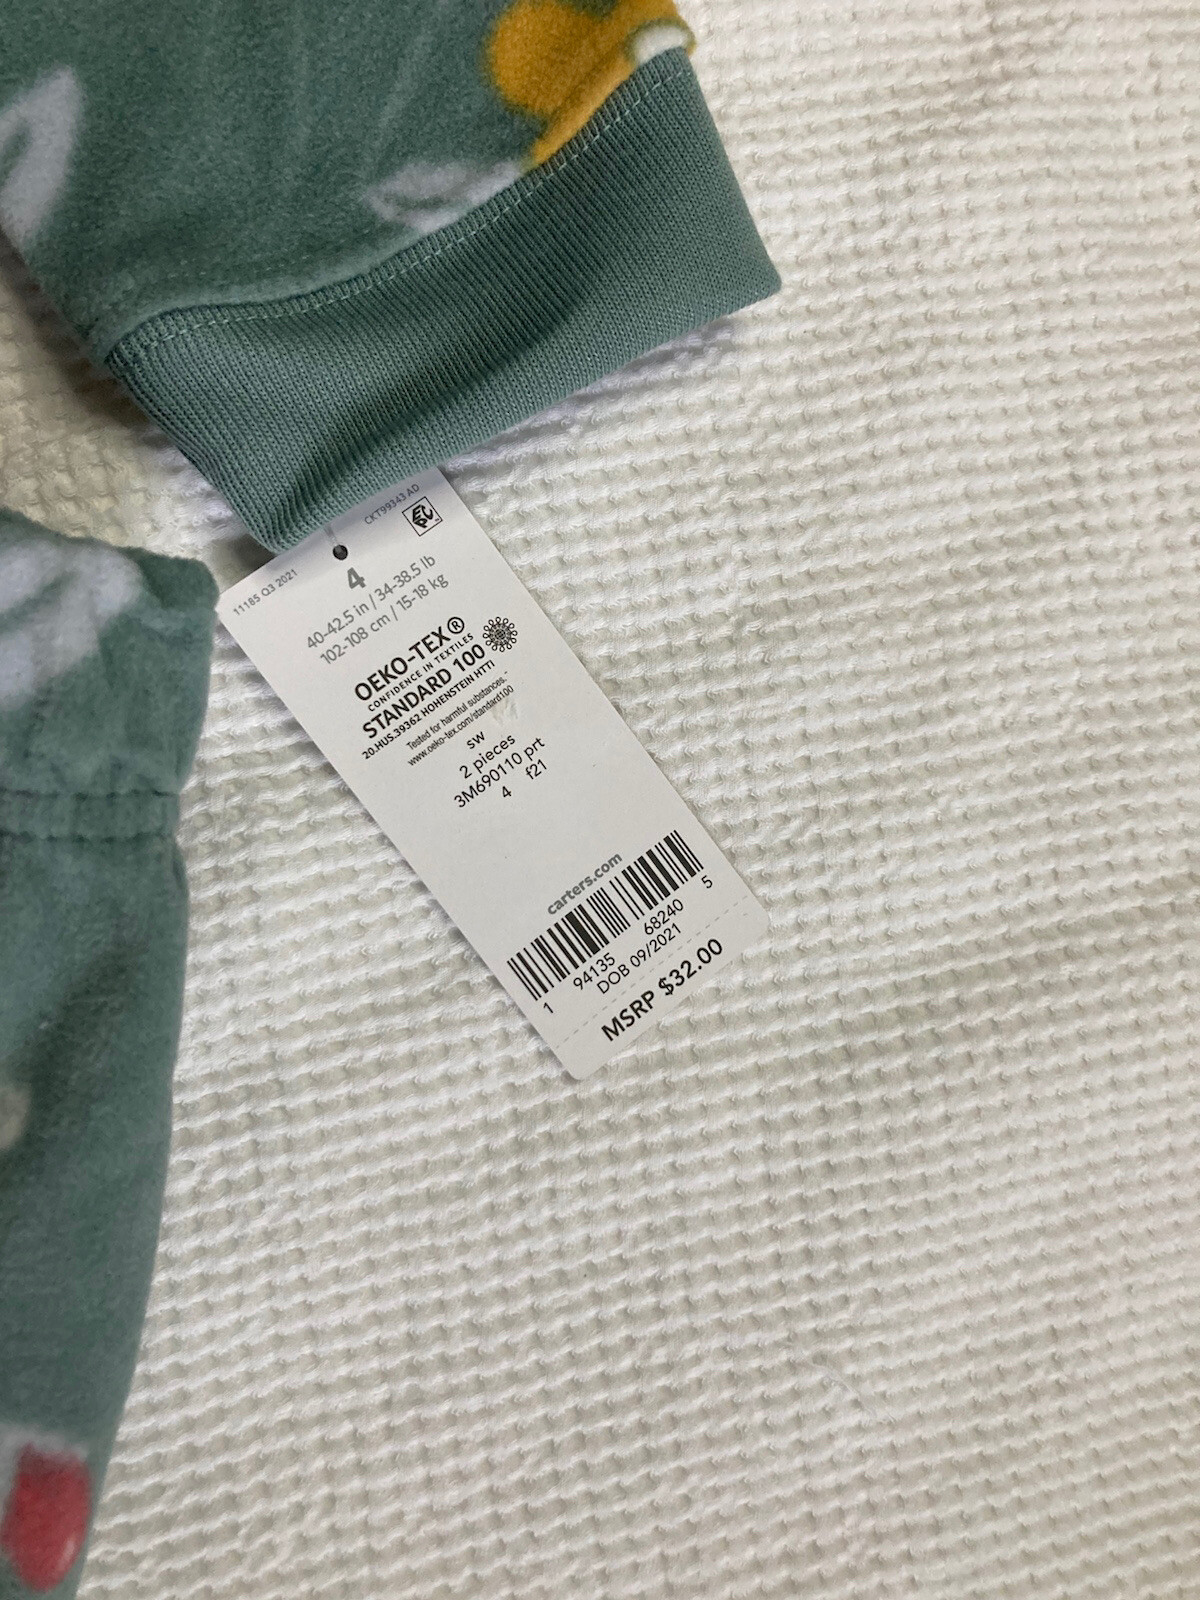 CKT99343.AD
11185 Q3 2021
4
40-42.5 in / 34-38.5 lb
102-108 cm / 15-18 kg
OEKO-TEX®
CONFIDENCE IN TEXTILES
STANDARD 100
20.HUS.39362 HOHENSTEIN HTTI
Tested for harmful substances.
www.oeko-tex.com/standard100
sw
2 pieces
3M690110 prt
4 f21
carters.com
1 94135 68240 5
DOB 09/2021
MSRP $32.00